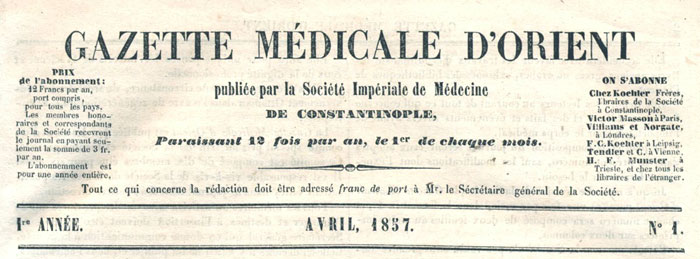 GAZETTE MÉDICALE D'ORIENT
publiée par la Société Impériale de Médecine
DE CONSTANTINOPLE,
Paraissant 12 fois par an, le 1er de chaque mois.
PRIX
de l'abonnement:
12 Francs par an,
port compris,
pour tous les pays.
Les membres hono-
raires et correspondants
de la Société recevront
le journal en payant seu-
lement la somme de 3 fr.
par an.
L'abonnement est
pour une année entière.
ON S'ABONNE
Chez Koehler Frères,
libraires de la Société
à Constantinople,
Victor Masson à Paris,
Villiams et Norgate,
à Londres,
F. C. Koehler à Leipsig,
Tendler et C., à Vienne,
H. F. Munster à
Trieste, et chez tous les
libraires de l'étranger.
Tout ce qui concerne la rédaction doit être adressé franc de port à Mr. le Sécrétaire général de la Société.
1re ANNÉE. AVRIL, 1857. No 1.